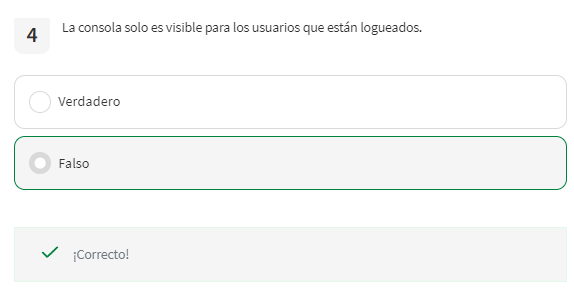 4
La consola solo es visible para los usuarios que están logueados.
Verdadero
Falso
¡Correcto!